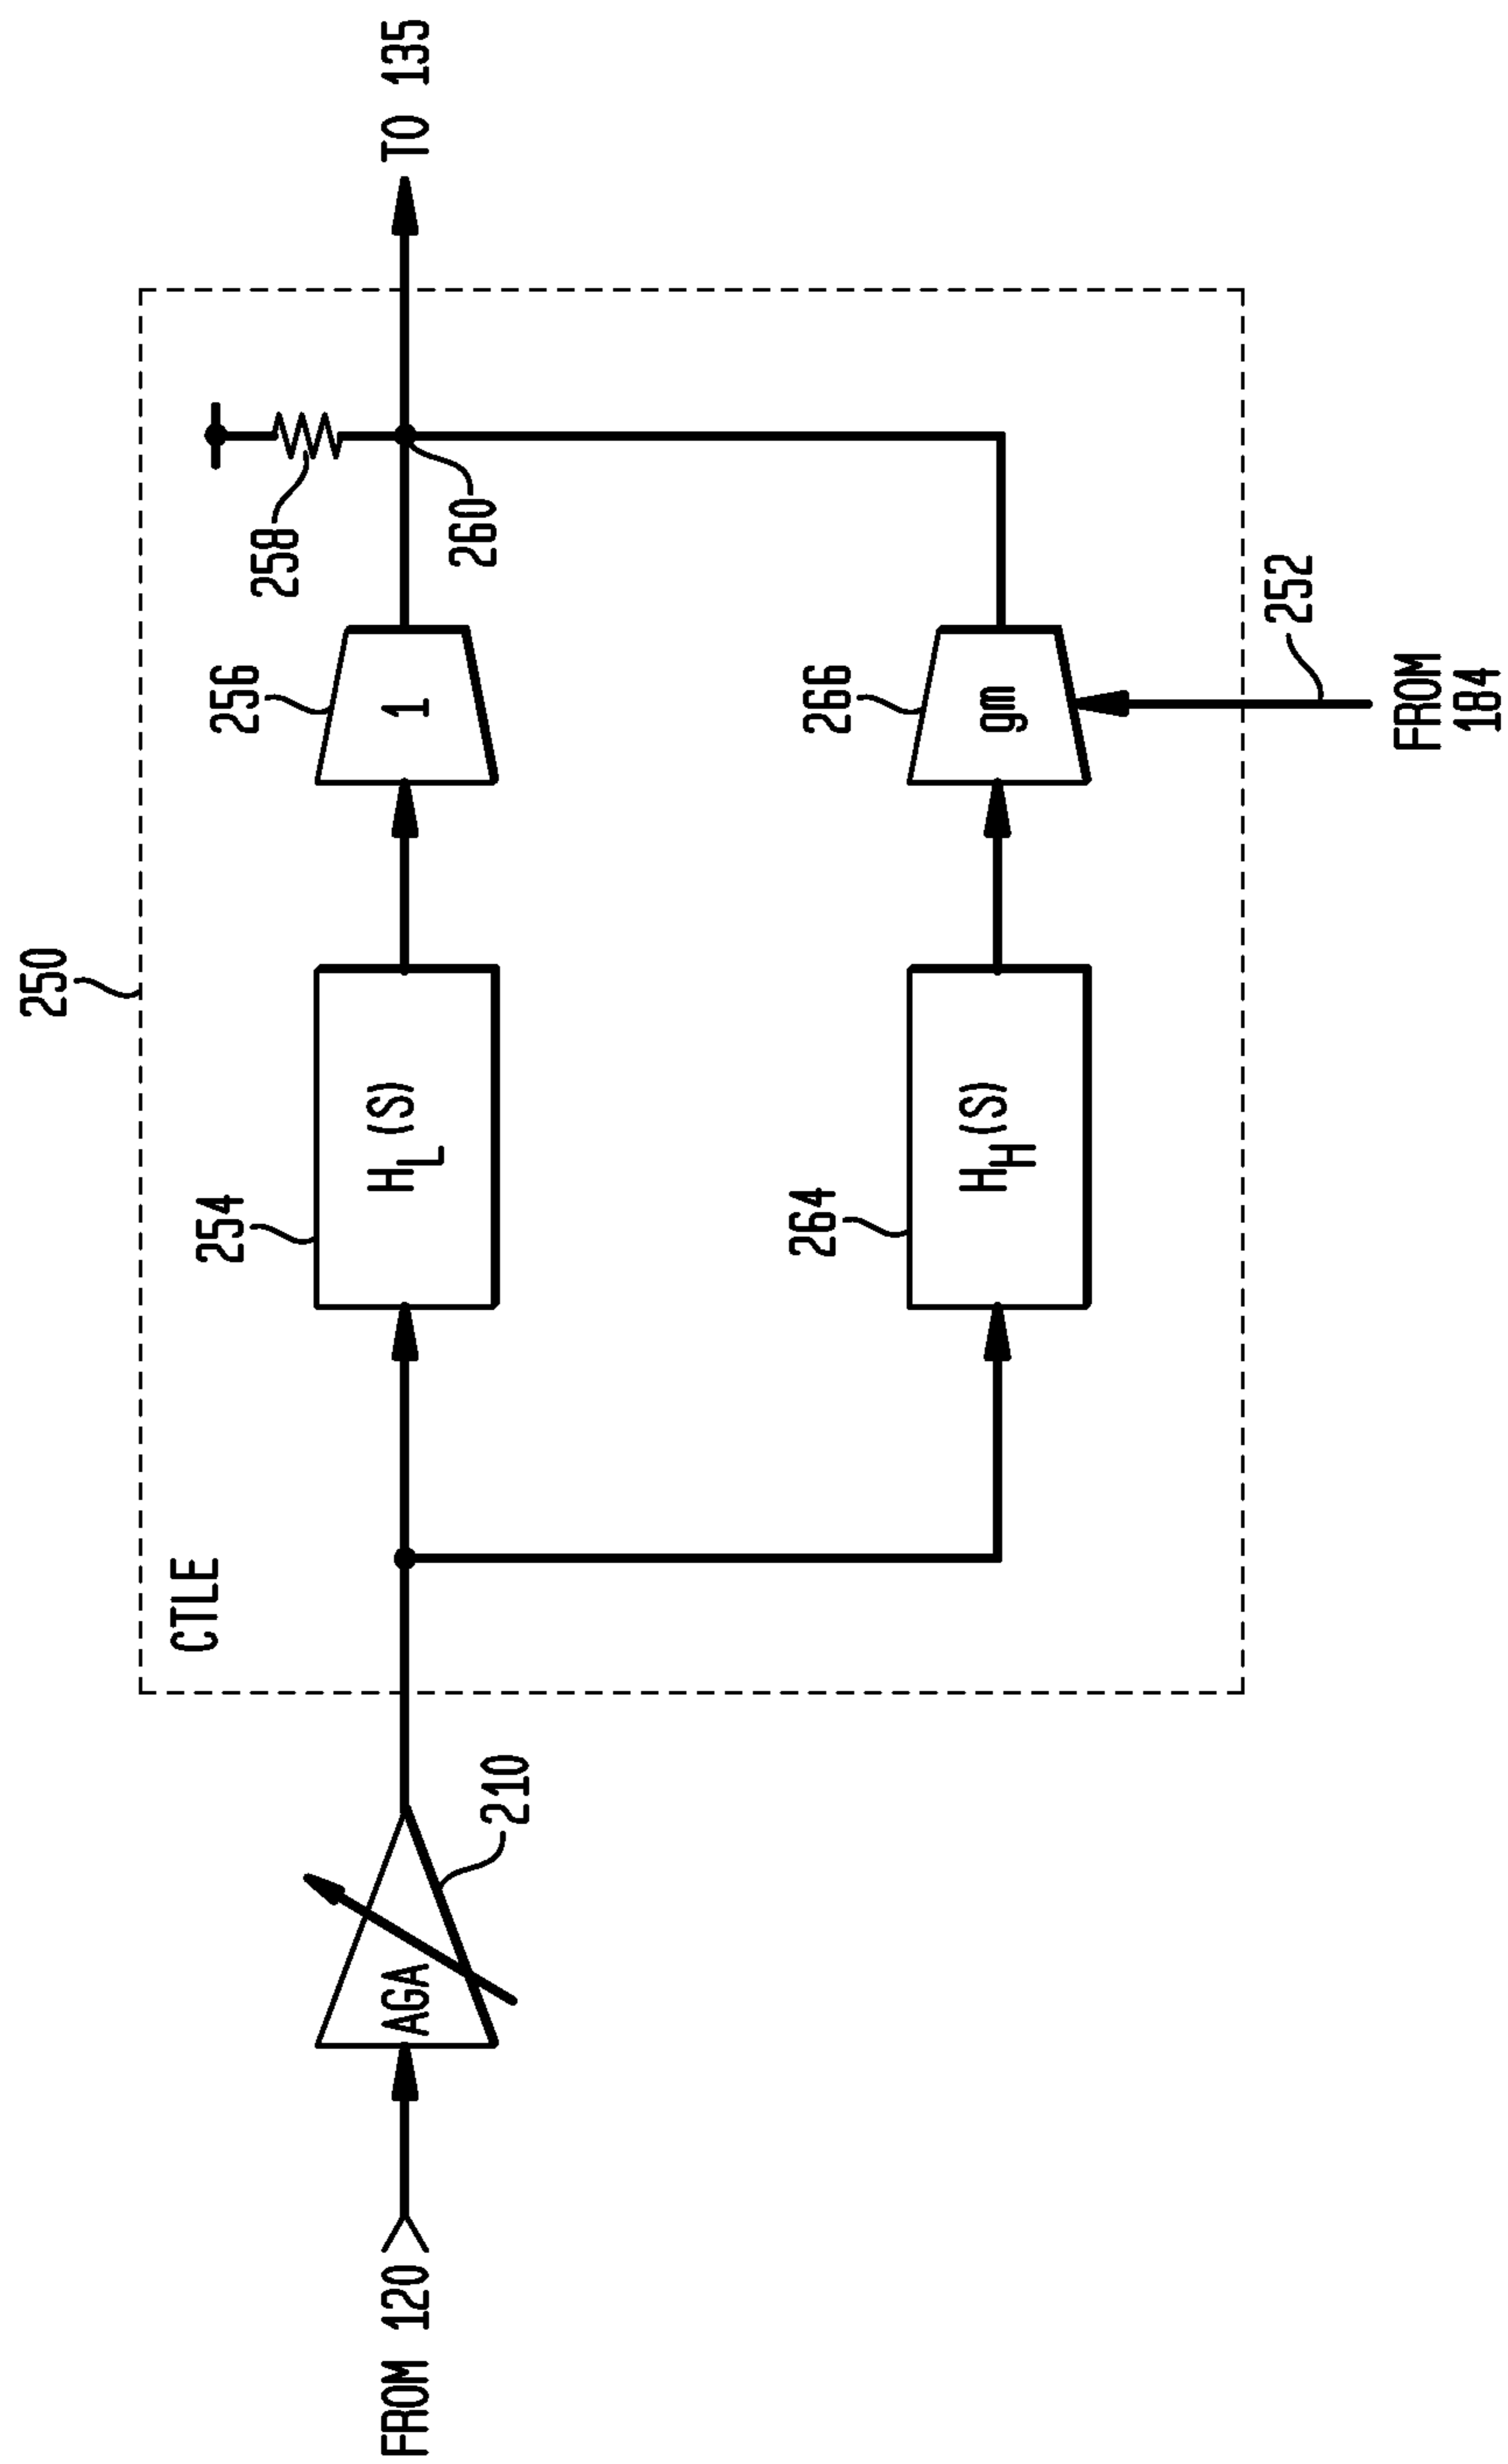 250
CTLE
254
256
258
H_L(S)
1
TO 135
FROM 120
AGA
210
260
264
266
H_H(S)
gm
252
FROM
184